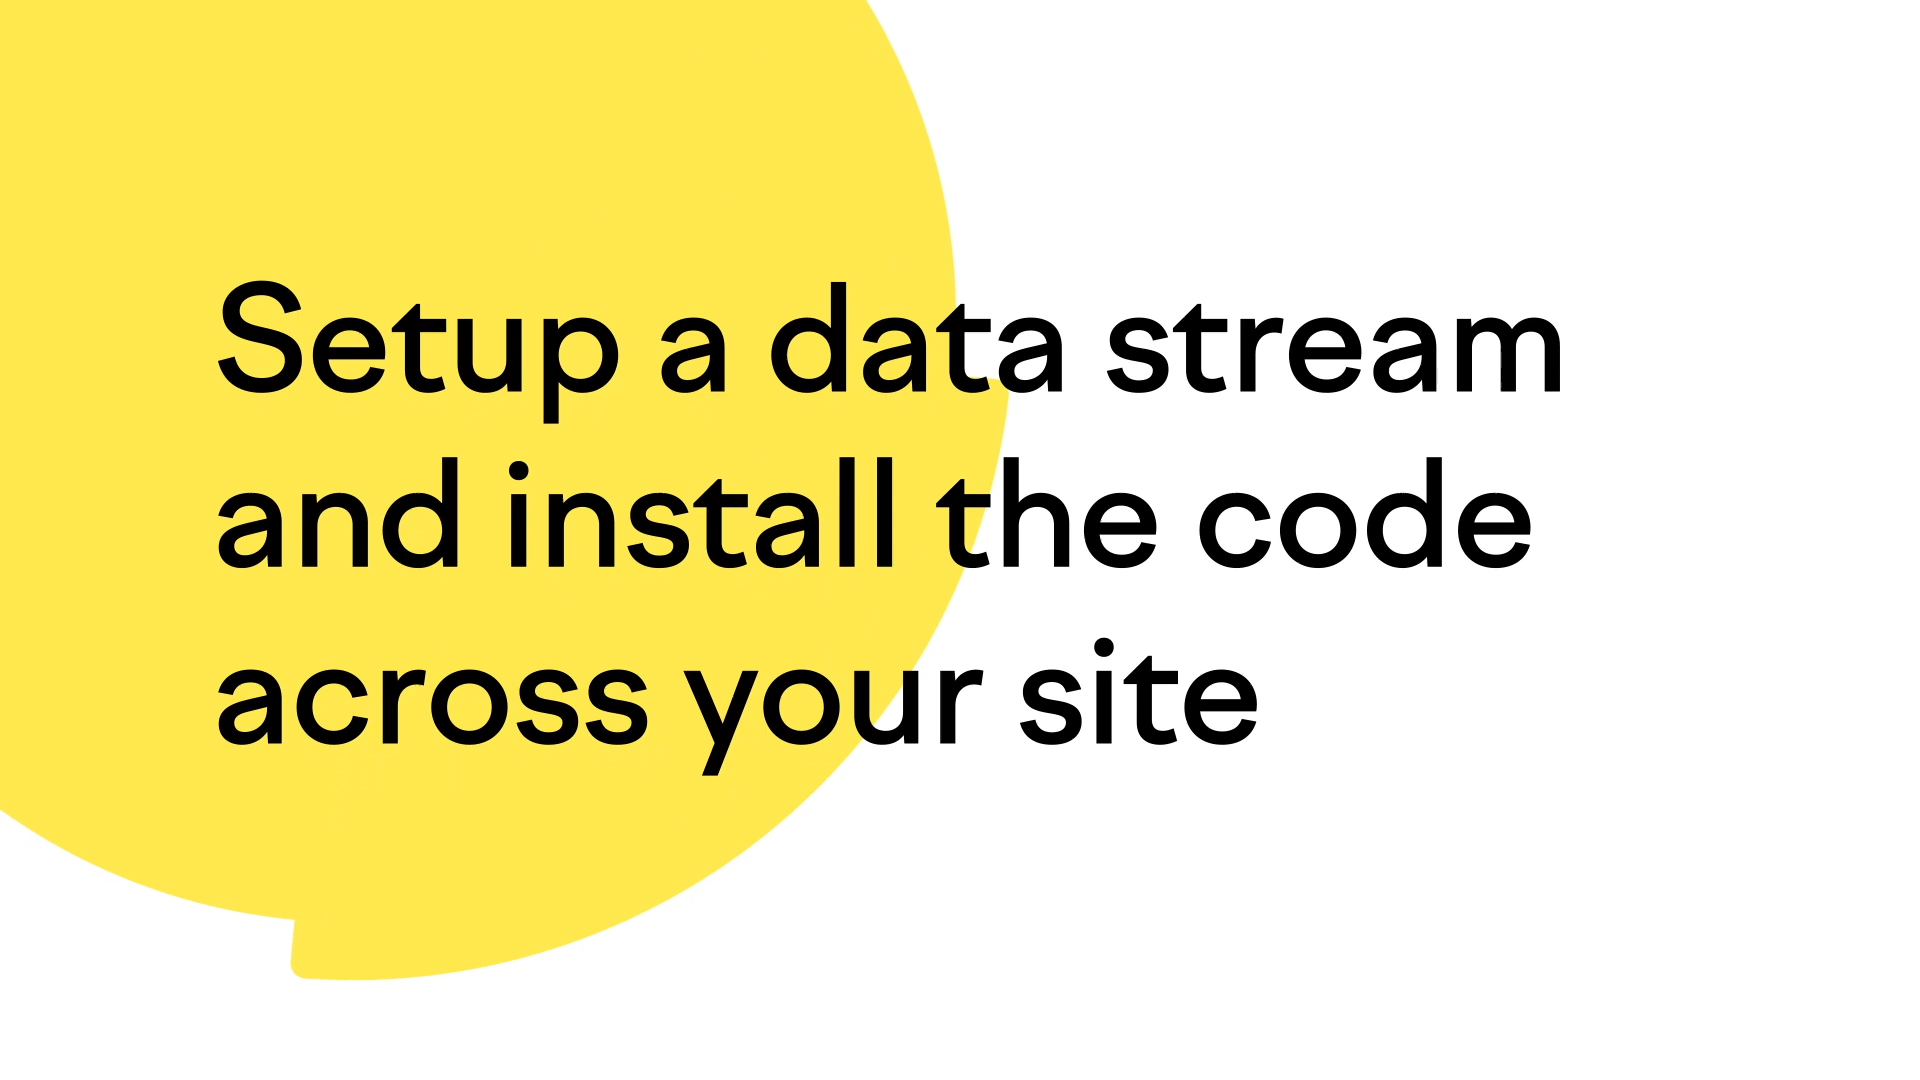 Setup a data stream
and install the code
across your site